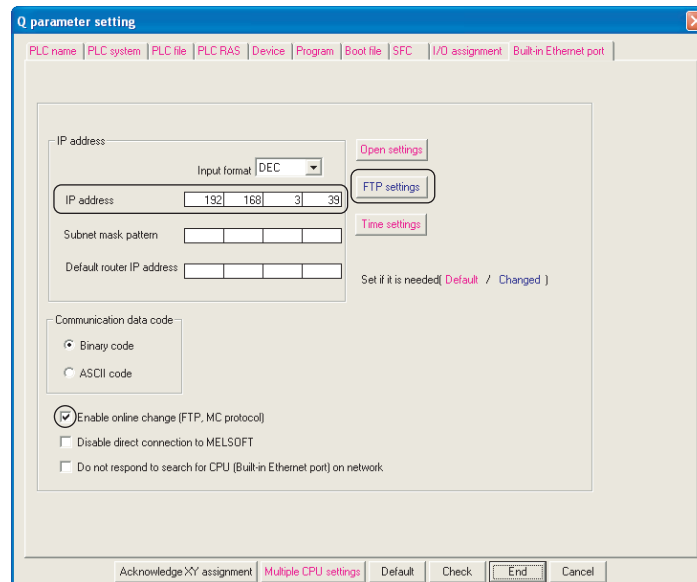 Q parameter setting
PLC name PLC system PLC file PLC RAS Device Program Boot file SFC I/O assignment Built-in Ethernet port
IP address
Input format DEC
IP address 192 168 3 39
Subnet mask pattern
Default router IP address
Open settings
FTP settings
Time settings
Set if it is needed( Default / Changed )
Communication data code
Binary code
ASCII code
Enable online change (FTP, MC protocol)
Disable direct connection to MELSOFT
Do not respond to search for CPU (Built-in Ethernet port) on network
Acknowledge XY assignment Multiple CPU settings Default Check End Cancel